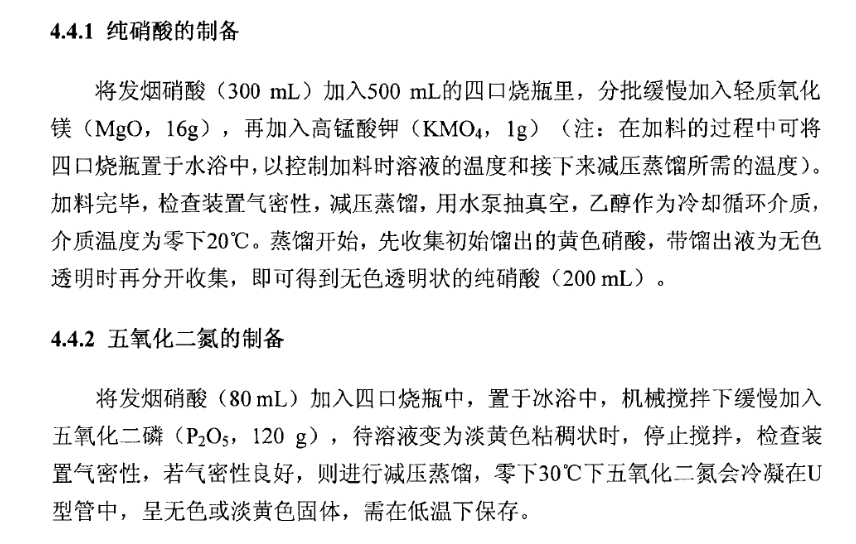 4.4.1 纯硝酸的制备
将发烟硝酸（300 mL）加入500 mL的四口烧瓶里，分批缓慢加入轻质氧化
镁（MgO，16g），再加入高锰酸钾（KMO₄，1g）（注：在加料的过程中可将
四口烧瓶置于水浴中，以控制加料时溶液的温度和接下来减压蒸馏所需的温度）。
加料完毕，检查装置气密性，减压蒸馏，用水泵抽真空，乙醇作为冷却循环介质，
介质温度为零下20℃。蒸馏开始，先收集初始馏出的黄色硝酸，带馏出液为无色
透明时再分开收集，即可得到无色透明状的纯硝酸（200 mL）。
4.4.2 五氧化二氮的制备
将发烟硝酸（80 mL）加入四口烧瓶中，置于冰浴中，机械搅拌下缓慢加入
五氧化二磷（P₂O₅，120 g），待溶液变为淡黄色粘稠状时，停止搅拌，检查装
置气密性，若气密性良好，则进行减压蒸馏，零下30℃下五氧化二氮会冷凝在U
型管中，呈无色或淡黄色固体，需在低温下保存。